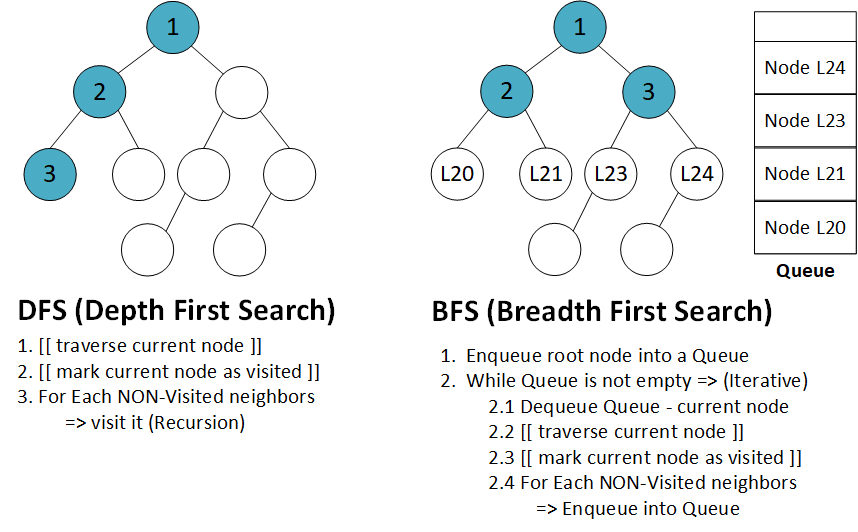 1
2
3
1
2
3
L20
L21
L23
L24
Node L24
Node L23
Node L21
Node L20
Queue
DFS (Depth First Search)
1. [[ traverse current node ]]
2. [[ mark current node as visited ]]
3. For Each NON-Visited neighbors
=> visit it (Recursion)
BFS (Breadth First Search)
1. Enqueue root node into a Queue
2. While Queue is not empty => (Iterative)
2.1 Dequeue Queue - current node
2.2 [[ traverse current node ]]
2.3 [[ mark current node as visited ]]
2.4 For Each NON-Visited neighbors
=> Enqueue into Queue